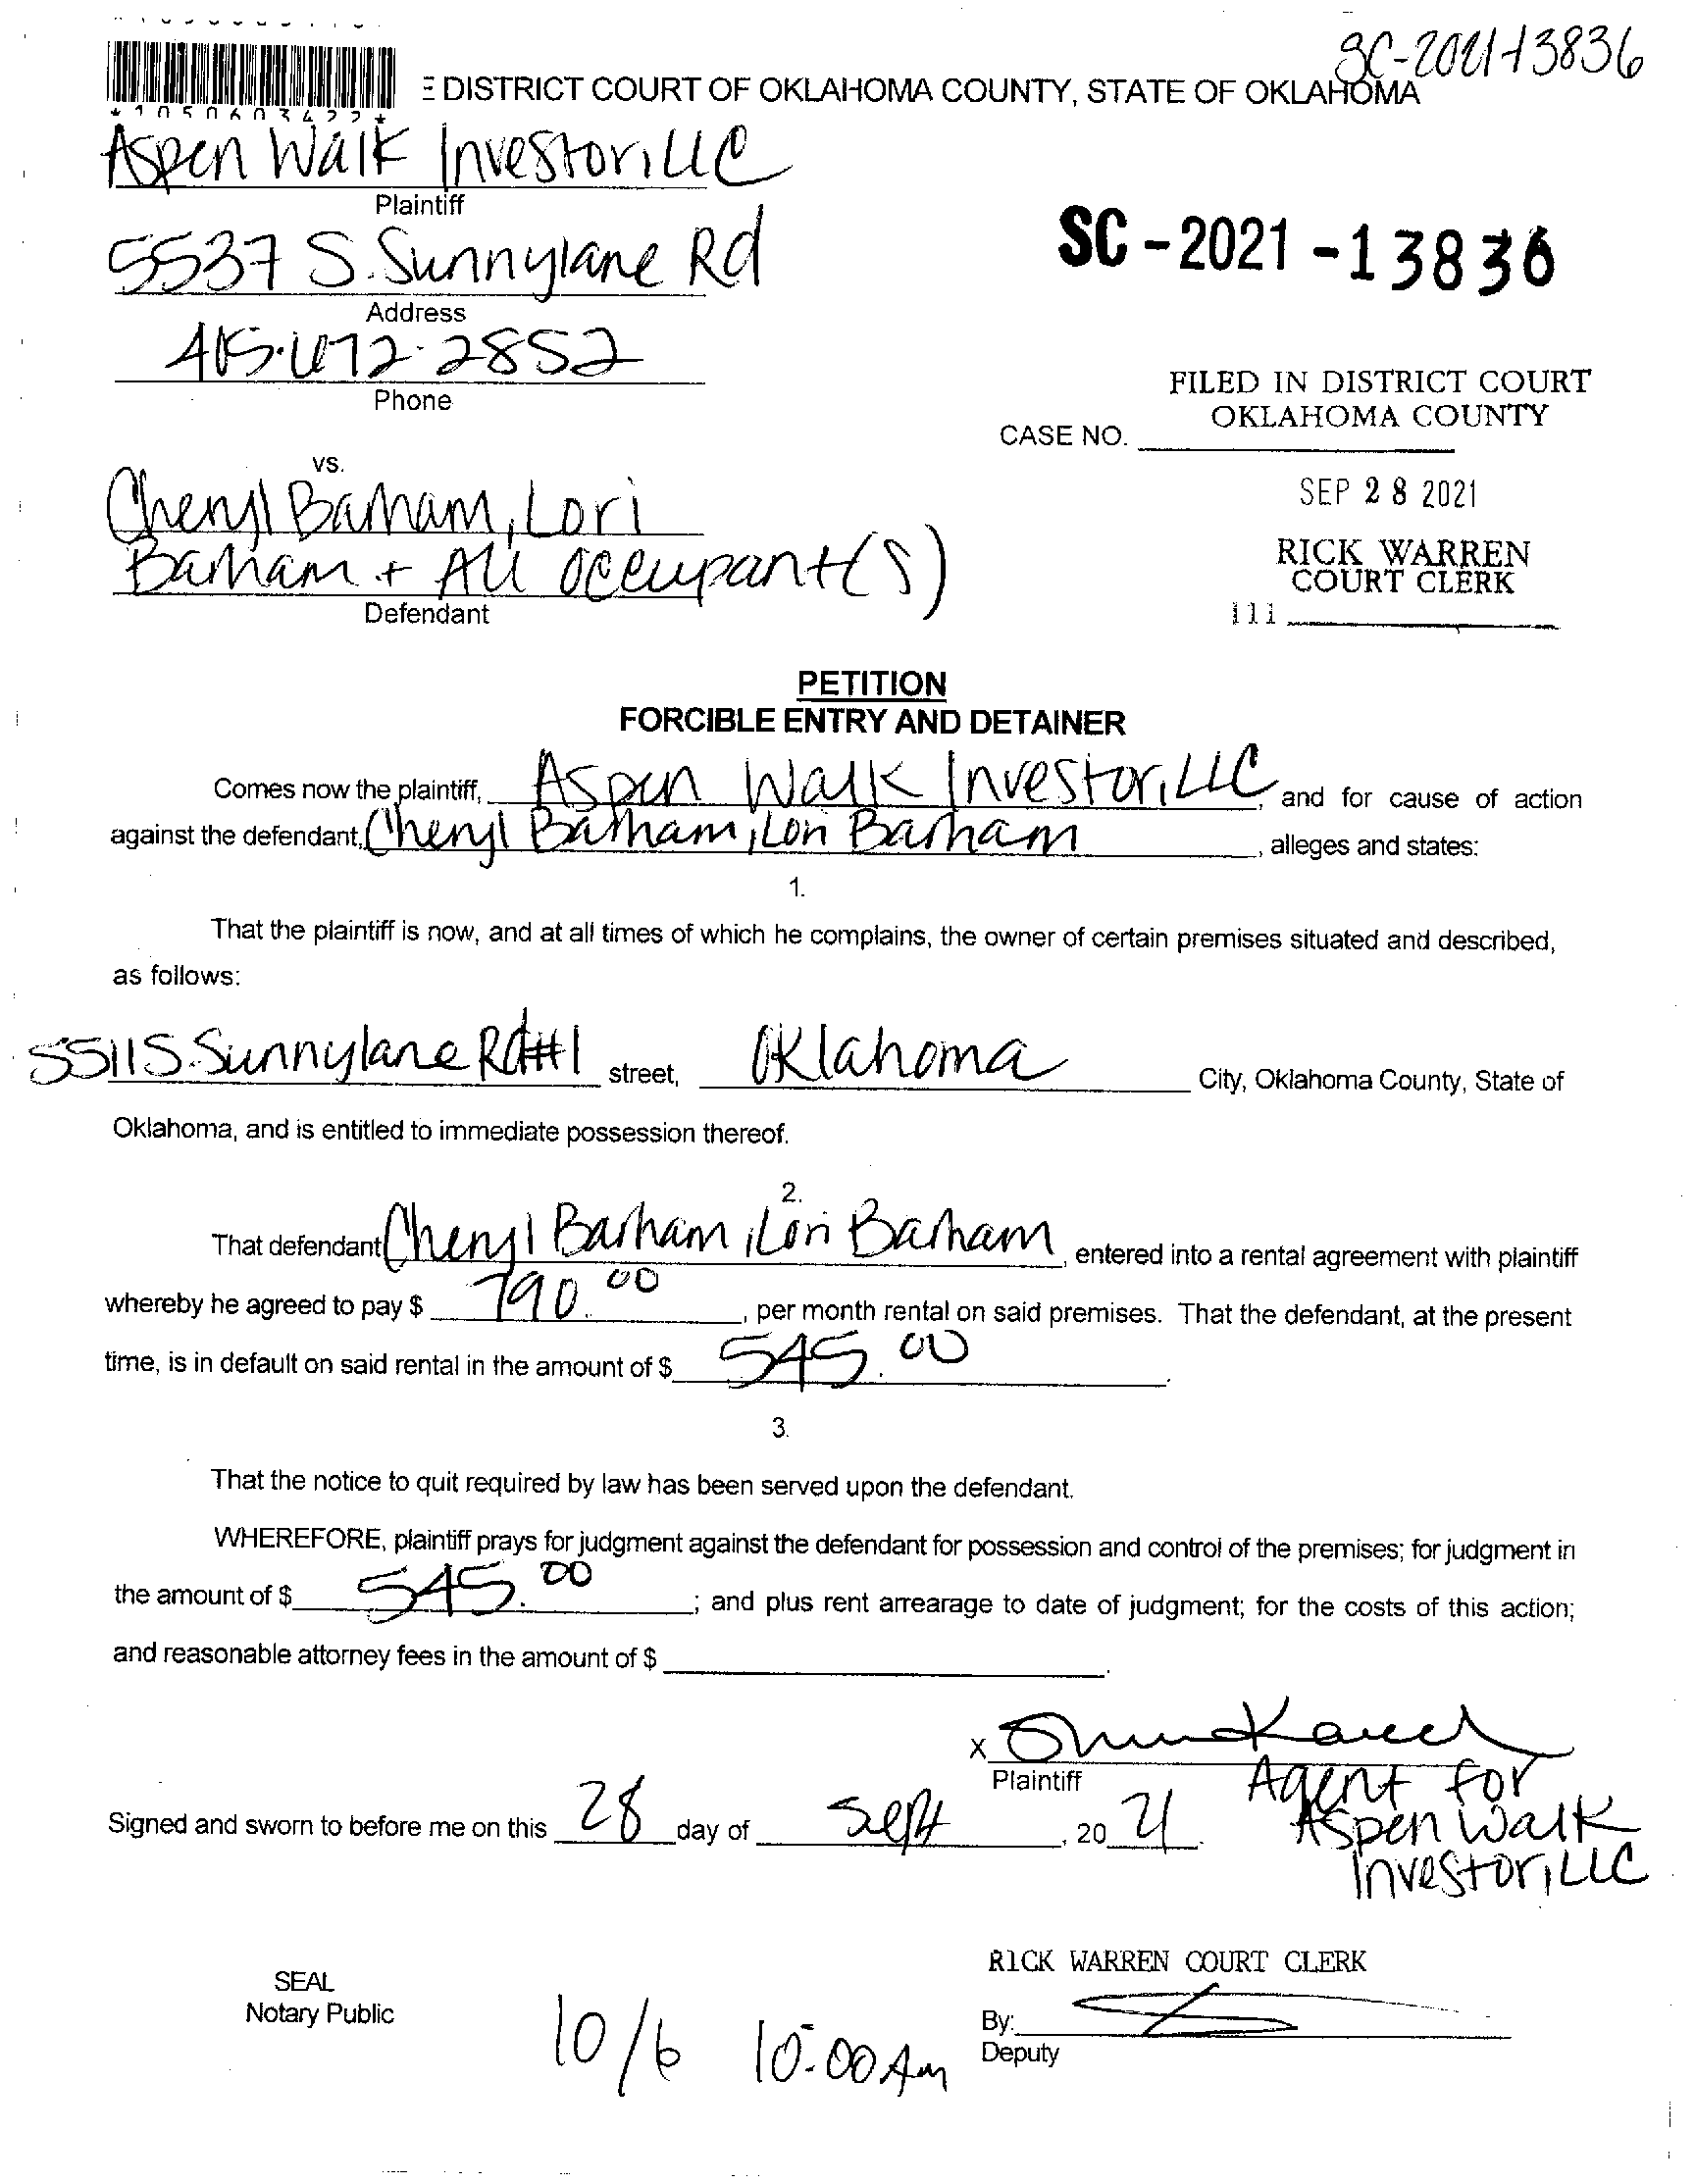 SC-2021-13836
E DISTRICT COURT OF OKLAHOMA COUNTY, STATE OF OKLAHOMA
*1050603422*
Aspen Walk Investor, LLC
Plaintiff
5537 S. Sunnylane Rd
SC - 2021 - 13836
Address
405.672.2852
Phone
FILED IN DISTRICT COURT
OKLAHOMA COUNTY
CASE NO.
vs.
SEP 28 2021
Cheryl Barham, Lori
Barham + All occupant(s)
RICK WARREN
COURT CLERK
Defendant
111
PETITION
FORCIBLE ENTRY AND DETAINER
Comes now the plaintiff, Aspen Walk Investor, LLC, and for cause of action
against the defendant, Cheryl Barham, Lori Barham, alleges and states:
1.
That the plaintiff is now, and at all times of which he complains, the owner of certain premises situated and described,
as follows:
5511 S. Sunnylane Rd #1 street, Oklahoma City, Oklahoma County, State of
Oklahoma, and is entitled to immediate possession thereof.
2.
That defendant Cheryl Barham, Lori Barham, entered into a rental agreement with plaintiff
whereby he agreed to pay $ 790.00, per month rental on said premises. That the defendant, at the present
time, is in default on said rental in the amount of $ 545.00.
3.
That the notice to quit required by law has been served upon the defendant.
WHEREFORE, plaintiff prays for judgment against the defendant for possession and control of the premises; for judgment in
the amount of $ 545.00; and plus rent arrearage to date of judgment; for the costs of this action;
and reasonable attorney fees in the amount of $ .
x
Plaintiff
Agent for
Aspen Walk
Investor, LLC
Signed and sworn to before me on this 28 day of Sept, 20 21.
RICK WARREN COURT CLERK
SEAL
Notary Public
By:
Deputy
10/6 10:00 Am